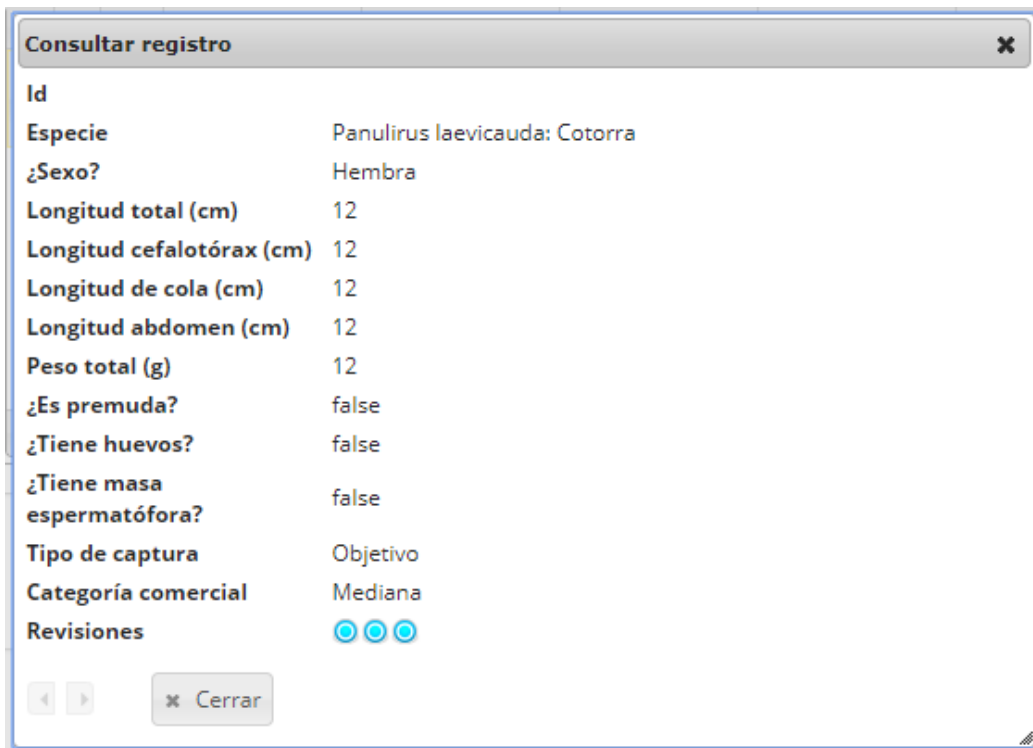 Consultar registro
Id
Especie Panulirus laevicauda: Cotorra
¿Sexo? Hembra
Longitud total (cm) 12
Longitud cefalotórax (cm) 12
Longitud de cola (cm) 12
Longitud abdomen (cm) 12
Peso total (g) 12
¿Es premuda? false
¿Tiene huevos? false
¿Tiene masa
espermatófora? false
Tipo de captura Objetivo
Categoría comercial Mediana
Revisiones
Cerrar